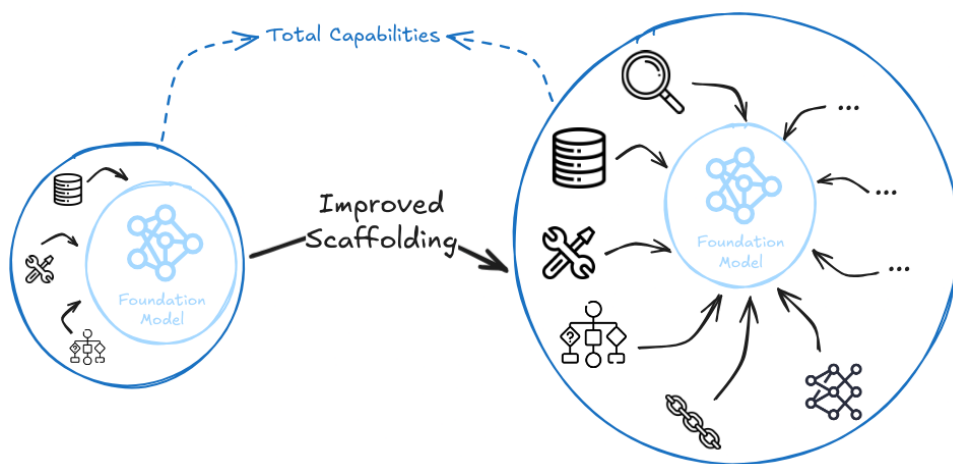 Total Capabilities
Improved
Scaffolding
Foundation
Model
?
Foundation
Model
?
...
...
...